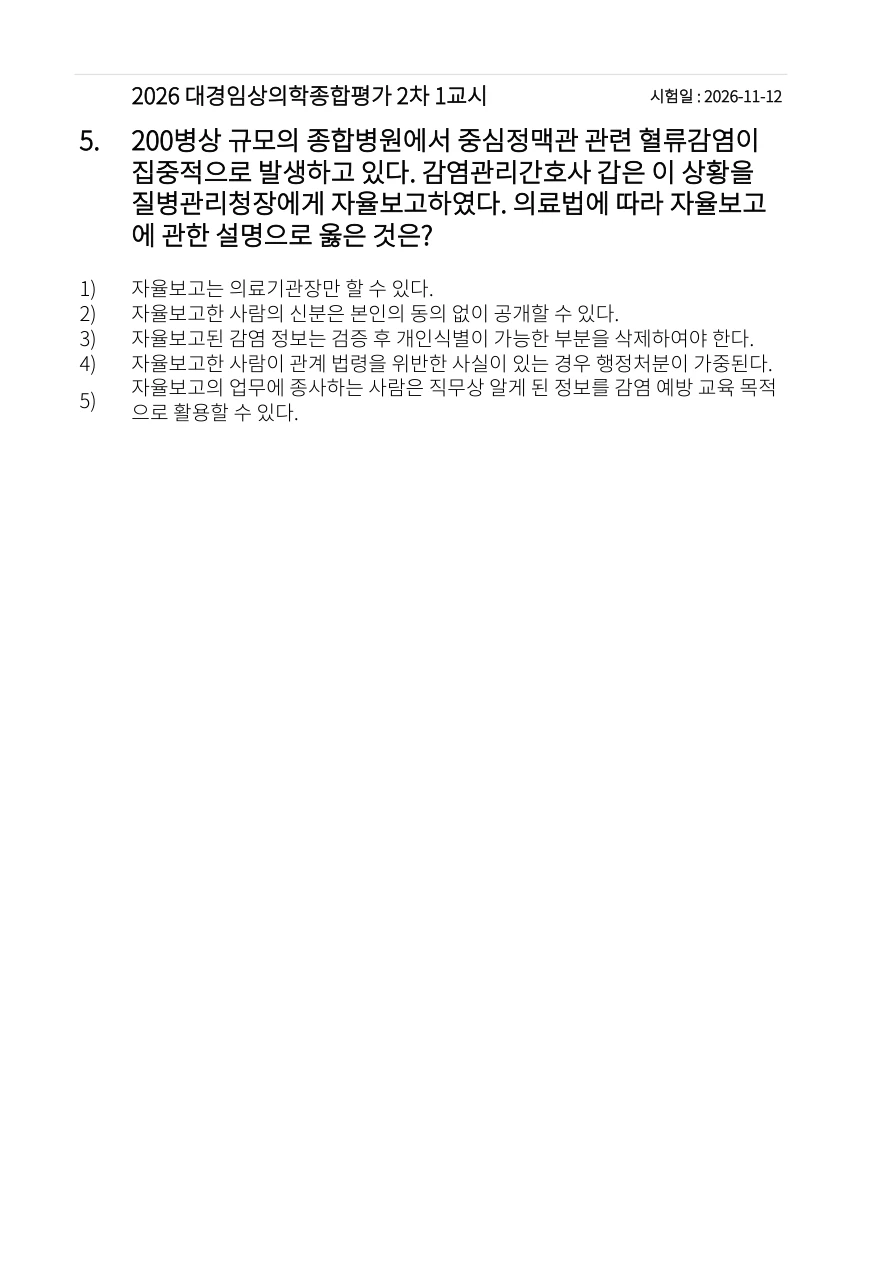 2026 대경임상의학종합평가 2차 1교시 시험일 : 2026-11-12
5. 200병상 규모의 종합병원에서 중심정맥관 관련 혈류감염이
집중적으로 발생하고 있다. 감염관리간호사 갑은 이 상황을
질병관리청장에게 자율보고하였다. 의료법에 따라 자율보고
에 관한 설명으로 옳은 것은?
1) 자율보고는 의료기관장만 할 수 있다.
2) 자율보고한 사람의 신분은 본인의 동의 없이 공개할 수 있다.
3) 자율보고된 감염 정보는 검증 후 개인식별이 가능한 부분을 삭제하여야 한다.
4) 자율보고한 사람이 관계 법령을 위반한 사실이 있는 경우 행정처분이 가중된다.
5) 자율보고의 업무에 종사하는 사람은 직무상 알게 된 정보를 감염 예방 교육 목적
으로 활용할 수 있다.